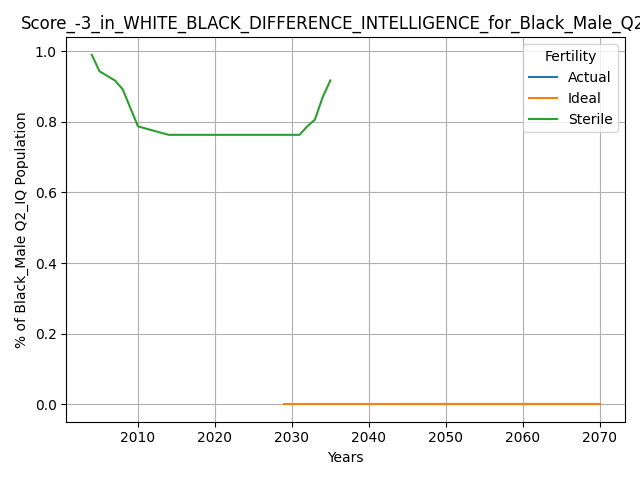 Score_-3_in_WHITE_BLACK_DIFFERENCE_INTELLIGENCE_for_Black_Male_Q2
% of Black_Male Q2_IQ Population
1.0
0.8
0.6
0.4
0.2
0.0
Fertility
Actual
Ideal
Sterile
2010 2020 2030 2040 2050 2060 2070
Years